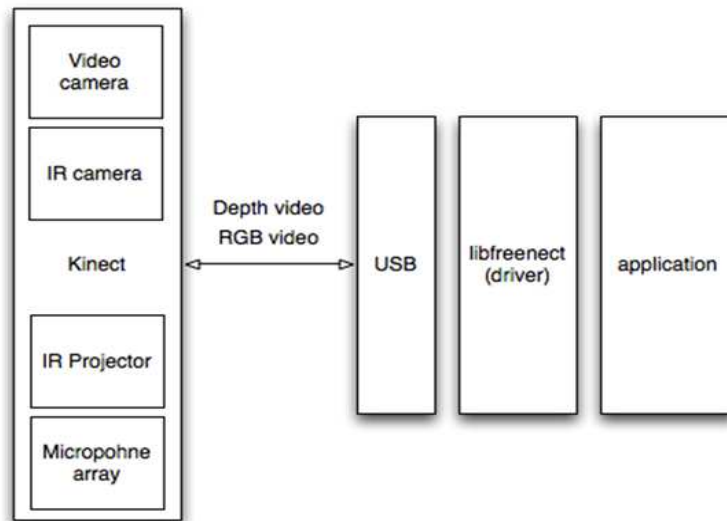 Video
camera
IR camera
Kinect
IR Projector
Micropohne
array
Depth video
RGB video
USB
libfreenect
(driver)
application